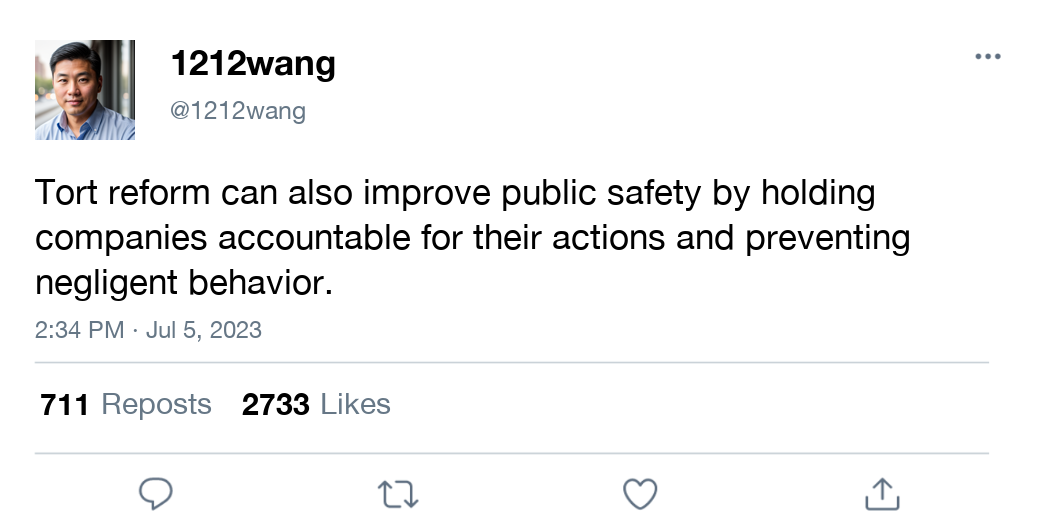 1212wang
@1212wang
Tort reform can also improve public safety by holding
companies accountable for their actions and preventing
negligent behavior.
2:34 PM · Jul 5, 2023
711 Reposts 2733 Likes